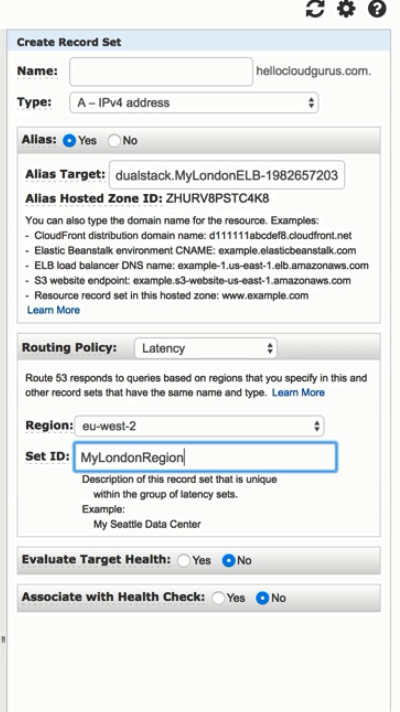 Create Record Set
Name: hellocloudgurus.com.
Type: A – IPv4 address
Alias: Yes No
Alias Target: dualstack.MyLondonELB-1982657203
Alias Hosted Zone ID: ZHURV8PSTC4K8
You can also type the domain name for the resource. Examples:
- CloudFront distribution domain name: d111111abcdef8.cloudfront.net
- Elastic Beanstalk environment CNAME: example.elasticbeanstalk.com
- ELB load balancer DNS name: example-1.us-east-1.elb.amazonaws.com
- S3 website endpoint: example.s3-website-us-east-1.amazonaws.com
- Resource record set in this hosted zone: www.example.com
Learn More
Routing Policy: Latency
Route 53 responds to queries based on regions that you specify in this and
other record sets that have the same name and type. Learn More
Region: eu-west-2
Set ID: MyLondonRegion
Description of this record set that is unique
within the group of latency sets.
Example:
My Seattle Data Center
Evaluate Target Health: Yes No
Associate with Health Check: Yes No